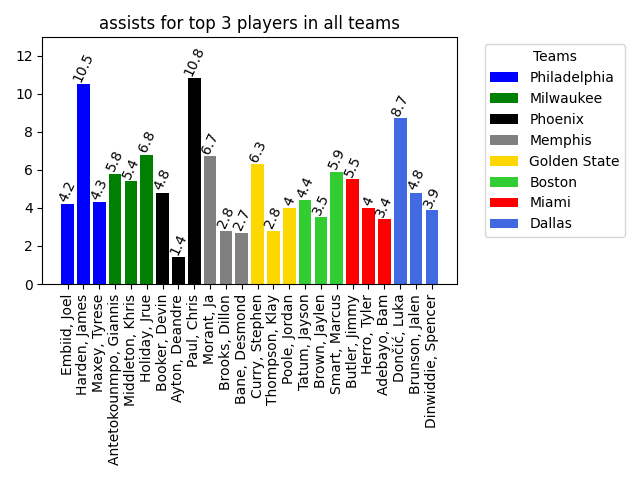 assists for top 3 players in all teams
12
10
8
6
4
2
0
4.2
10.5
4.3
5.8
5.4
6.8
4.8
1.4
10.8
6.7
2.8
2.7
6.3
2.8
4
4.4
3.5
5.9
5.5
4
3.4
8.7
4.8
3.9
Embiid, Joel
Harden, James
Maxey, Tyrese
Antetokounmpo, Giannis
Middleton, Khris
Holiday, Jrue
Booker, Devin
Ayton, Deandre
Paul, Chris
Morant, Ja
Brooks, Dillon
Bane, Desmond
Curry, Stephen
Thompson, Klay
Poole, Jordan
Tatum, Jayson
Brown, Jaylen
Smart, Marcus
Butler, Jimmy
Herro, Tyler
Adebayo, Bam
Dončić, Luka
Brunson, Jalen
Dinwiddie, Spencer
Teams
Philadelphia
Milwaukee
Phoenix
Memphis
Golden State
Boston
Miami
Dallas